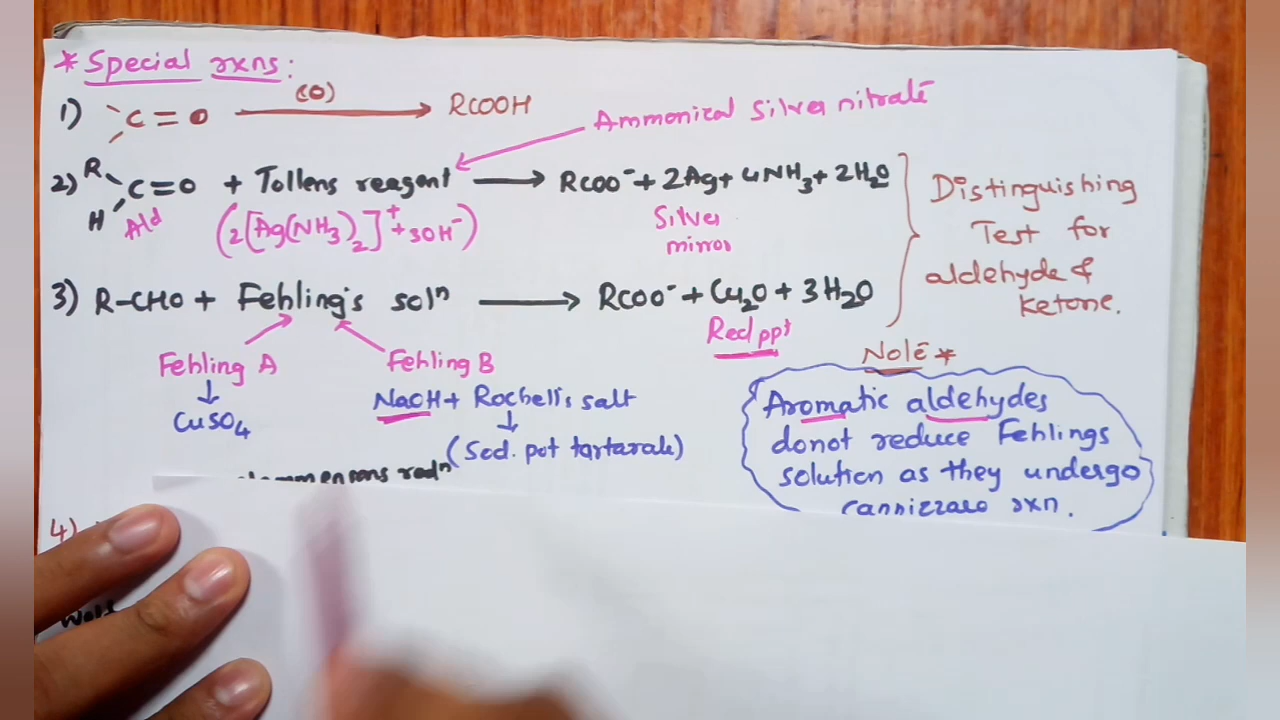 * Special rxns:
1) C=O (O) RCOOH
Ammonical Silver nitrate
2) R H C=O + Tollens reagent → RCOO⁻ + 2Ag + 4NH₃ + 2H₂O
Ald (2[Ag(NH₃)₂]⁺ + 3OH⁻) Silver
mirror
Distinguishing
Test for
aldehyde &
Ketone.
3) R-CHO + Fehling's solⁿ → RCOO⁻ + Cu₂O + 3H₂O
Red ppt
Fehling A Fehling B
CuSO₄
NaOH + Rochell's salt
(Sod. pot tartarate)
Note *
Aromatic aldehydes
donot reduce Fehlings
solution as they undergo
cannizzaro rxn.
redⁿ
4)